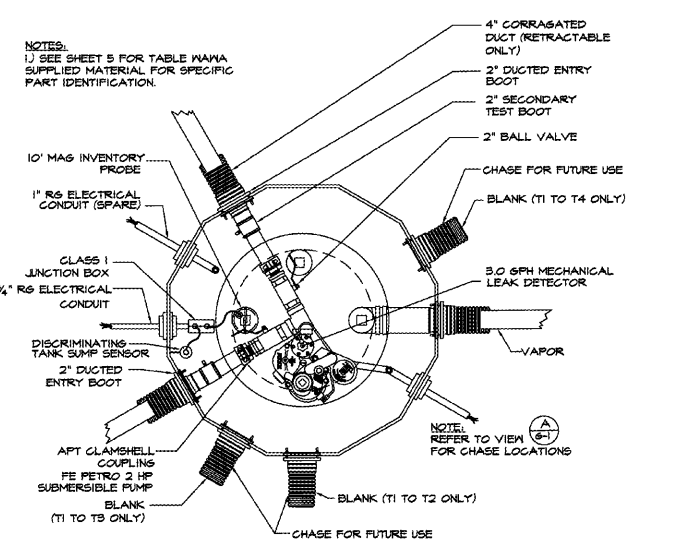 NOTES:
1.) SEE SHEET 5 FOR TABLE WAWA
SUPPLIED MATERIAL FOR SPECIFIC
PART IDENTIFICATION.
4" CORRAGATED
DUCT (RETRACTABLE
ONLY)
2" DUCTED ENTRY
BOOT
2" SECONDARY
TEST BOOT
2" BALL VALVE
CHASE FOR FUTURE USE
BLANK (T1 TO T4 ONLY)
3.0 GPH MECHANICAL
LEAK DETECTOR
VAPOR
10' MAG INVENTORY
PROBE
1" RG ELECTRICAL
CONDUIT (SPARE)
CLASS 1
JUNCTION BOX
/4" RG ELECTRICAL
CONDUIT
DISCRIMINATING
TANK SUMP SENSOR
2" DUCTED
ENTRY BOOT
APT CLAMSHELL
COUPLING
FE PETRO 2 HP
SUBMERSIBLE PUMP
BLANK
(T1 TO T3 ONLY)
NOTE:
REFER TO VIEW
FOR CHASE LOCATIONS
A
G-1
BLANK (T1 TO T2 ONLY)
CHASE FOR FUTURE USE